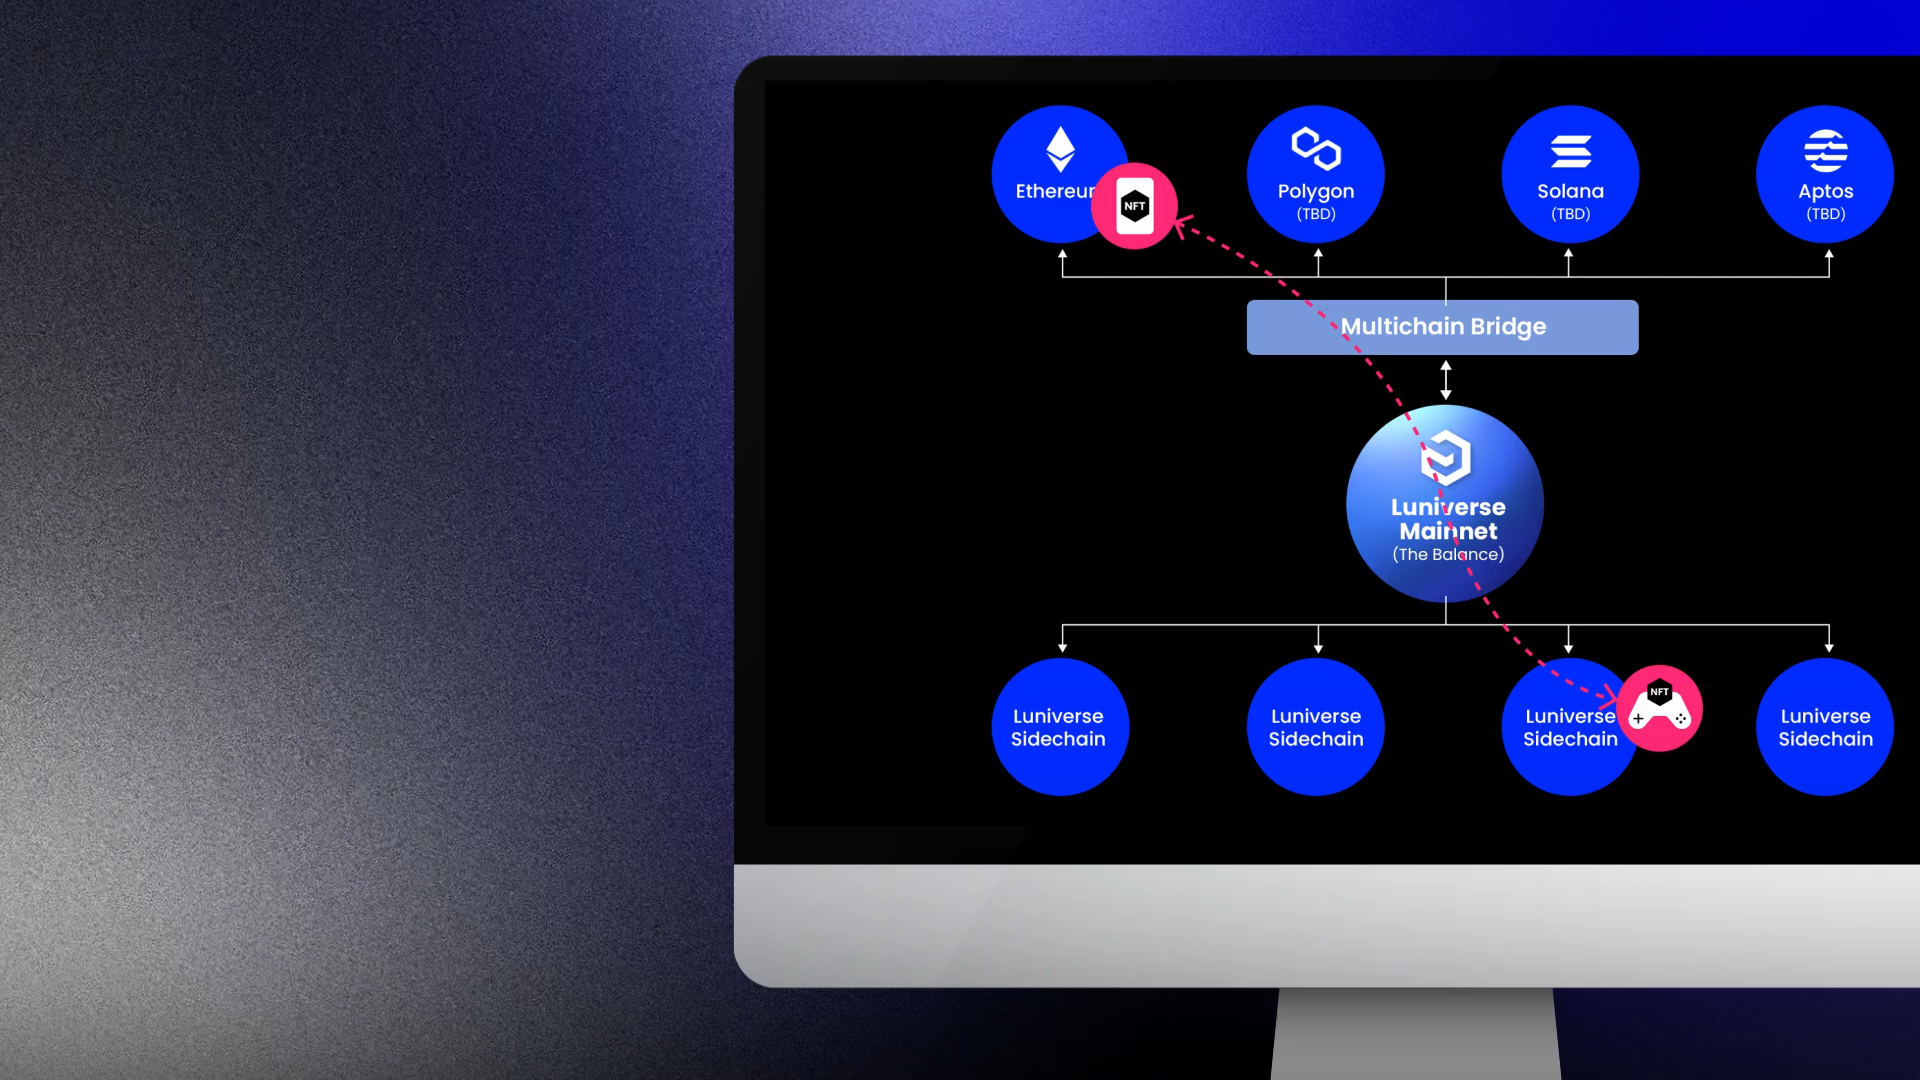 Ethereu
NFT
Polygon
(TBD)
Solana
(TBD)
Aptos
(TBD)
Multichain Bridge
Luniverse
Mainnet
(The Balance)
Luniverse
Sidechain
Luniverse
Sidechain
Luniverse
Sidechain
NFT
Luniverse
Sidechain